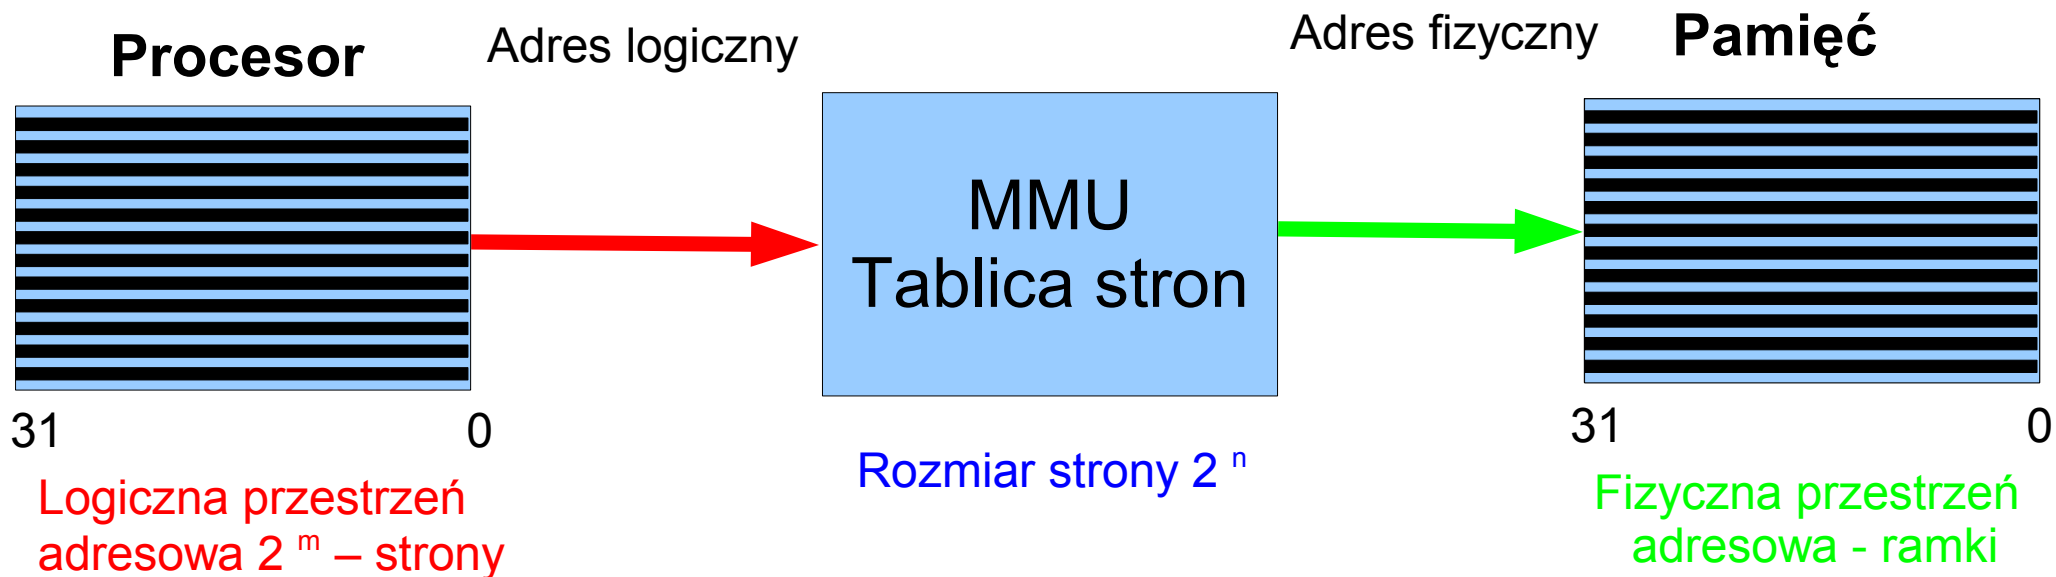 Procesor
Adres logiczny
Adres fizyczny
Pamięć
MMU
Tablica stron
31
0
31
0
Rozmiar strony 2 n
Logiczna przestrzeń
adresowa 2 m – strony
Fizyczna przestrzeń
adresowa - ramki